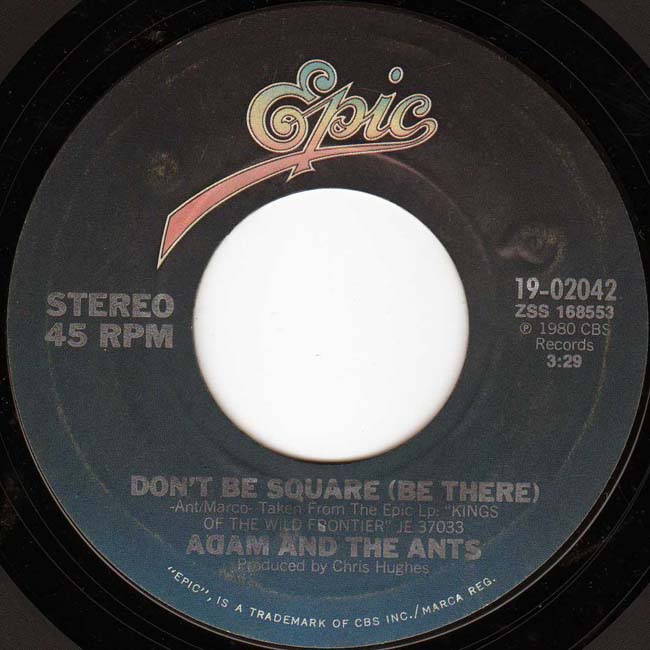 Epic
STEREO
45 RPM
19-02042
ZSS 168553
℗ 1980 CBS
Records
3:29
DON'T BE SQUARE (BE THERE)
-Ant/Marco- Taken From The Epic Lp: "KINGS
OF THE WILD FRONTIER" JE 37033
ADAM AND THE ANTS
Produced by Chris Hughes
"EPIC", IS A TRADEMARK OF CBS INC./MARCA REG.